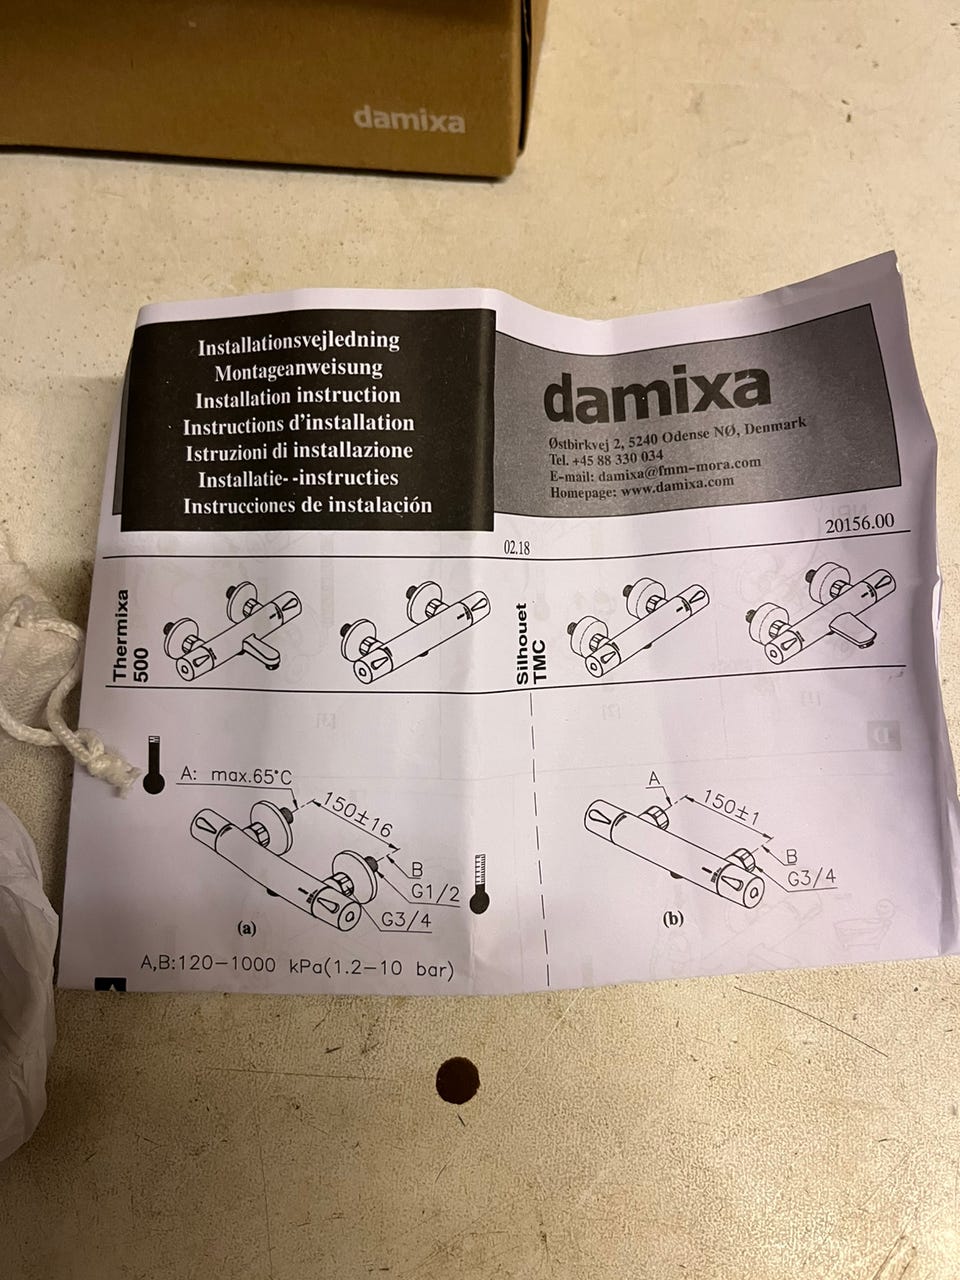 damixa
Installationsvejledning
Montageanweisung
Installation instruction
Instructions d'installation
Istruzioni di installazione
Installatie--instructies
Instrucciones de instalación
damixa
Østbirkvej 2, 5240 Odense NØ, Denmark
Tel. +45 88 330 034
E-mail: damixa@fmm-mora.com
Homepage: www.damixa.com
02.18
20156.00
Thermixa
500
Silhouet
TMC
A: max.65°C
150±16
B
G1/2
G3/4
(a)
A,B:120-1000 kPa(1.2-10 bar)
A
150±1
B
G3/4
(b)